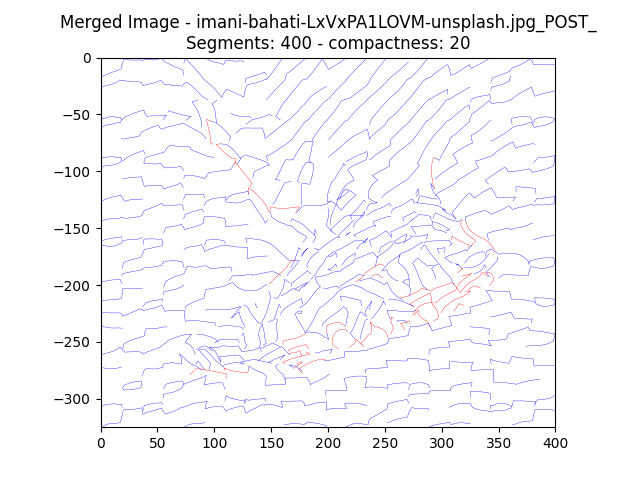 Merged Image - imani-bahati-LxVxPA1LOVM-unsplash.jpg_POST_
Segments: 400 - compactness: 20
0
−50
−100
−150
−200
−250
−300
0 50 100 150 200 250 300 350 400